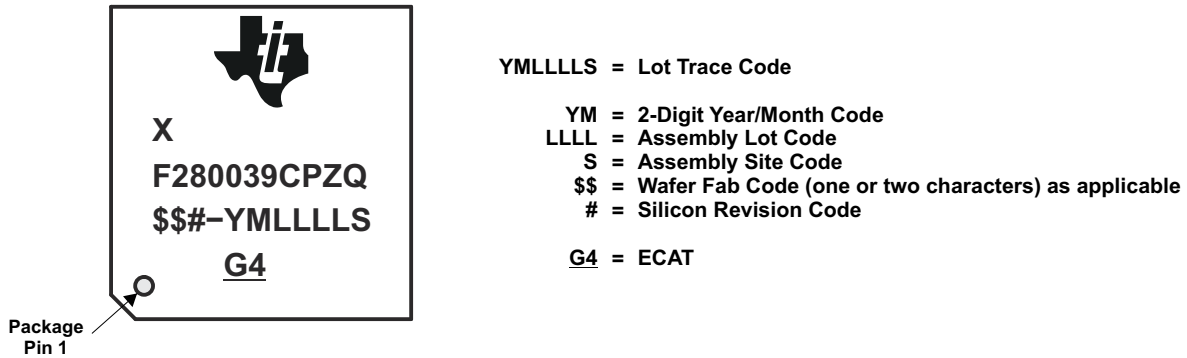 X
F280039CPZQ
$$#−YMLLLLS
G4
Package
Pin 1
YMLLLLS = Lot Trace Code
YM = 2-Digit Year/Month Code
LLLL = Assembly Lot Code
S = Assembly Site Code
$$ = Wafer Fab Code (one or two characters) as applicable
# = Silicon Revision Code
G4 = ECAT